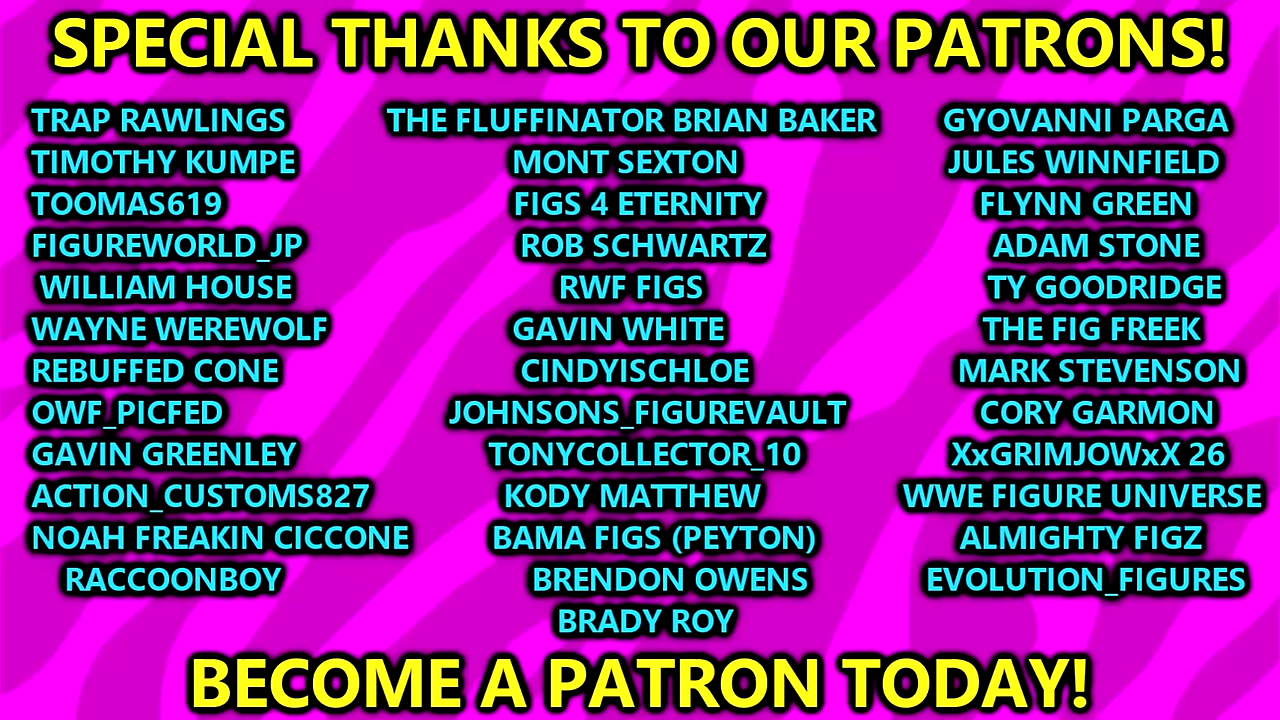 SPECIAL THANKS TO OUR PATRONS!
TRAP RAWLINGS
TIMOTHY KUMPE
TOOMAS619
FIGUREWORLD_JP
WILLIAM HOUSE
WAYNE WEREWOLF
REBUFFED CONE
OWF_PICFED
GAVIN GREENLEY
ACTION_CUSTOMS827
NOAH FREAKIN CICCONE
RACCOONBOY
THE FLUFFINATOR BRIAN BAKER
MONT SEXTON
FIGS 4 ETERNITY
ROB SCHWARTZ
RWF FIGS
GAVIN WHITE
CINDYISCHLOE
JOHNSONS_FIGUREVAULT
TONYCOLLECTOR_10
KODY MATTHEW
BAMA FIGS (PEYTON)
BRENDON OWENS
BRADY ROY
GYOVANNI PARGA
JULES WINNFIELD
FLYNN GREEN
ADAM STONE
TY GOODRIDGE
THE FIG FREEK
MARK STEVENSON
CORY GARMON
XxGRIMJOWxX 26
WWE FIGURE UNIVERSE
ALMIGHTY FIGZ
EVOLUTION_FIGURES
BECOME A PATRON TODAY!